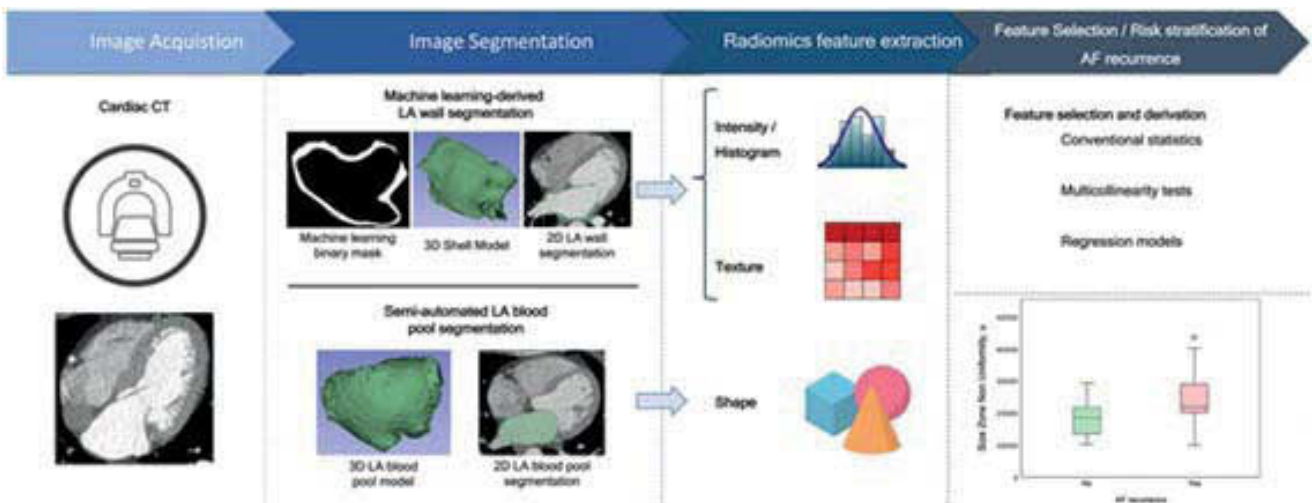 Image Acquistion
Image Segmentation
Radiomics feature extraction
Feature Selection / Risk stratification of
AF recurrence
Cardiac CT
Machine learning-derived
LA wall segmentation
Machine learning
binary mask
3D Shell Model
2D LA wall
segmentation
Semi-automated LA blood
pool segmentation
3D LA blood
pool model
2D LA blood pool
segmentation
Intensity /
Histogram
Texture
Shape
Feature selection and derivation
Conventional statistics
Multicollinearity tests
Regression models
Size Zone Non Uniformity
No
Yes
AF recurrence